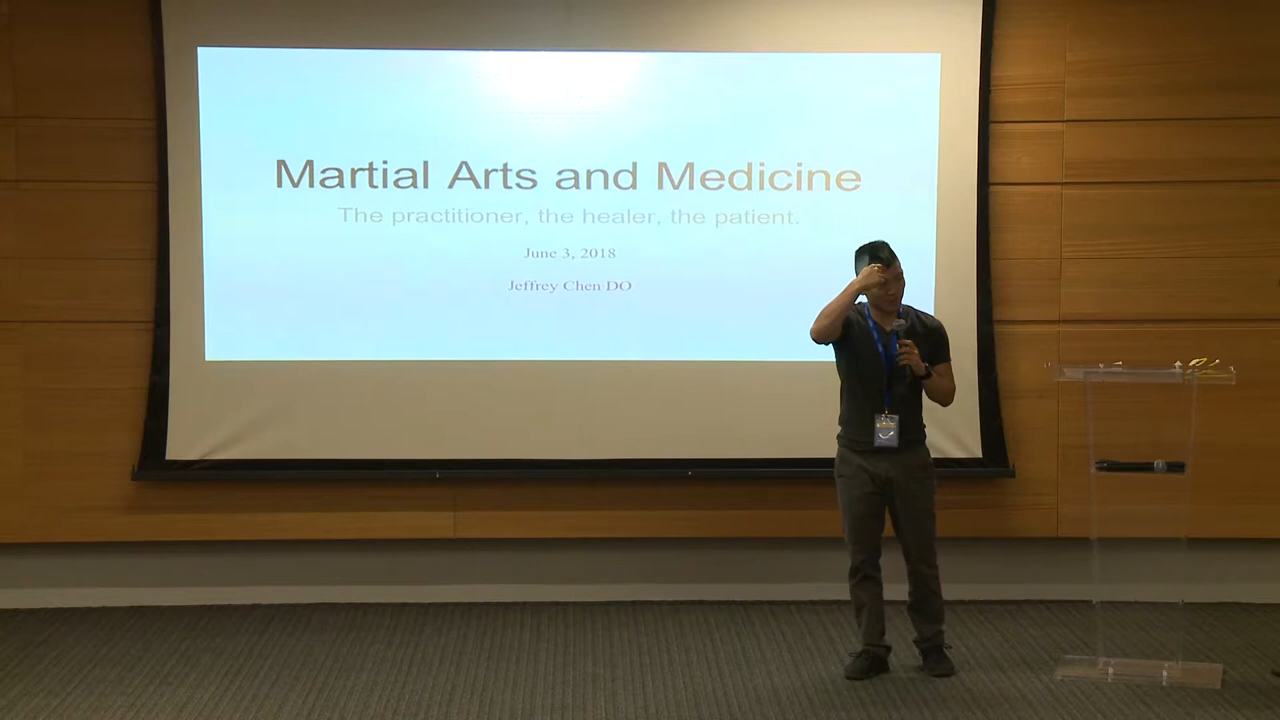 Martial Arts and Medicine
The practitioner, the healer, the patient.
June 3, 2018
Jeffrey Chen DO